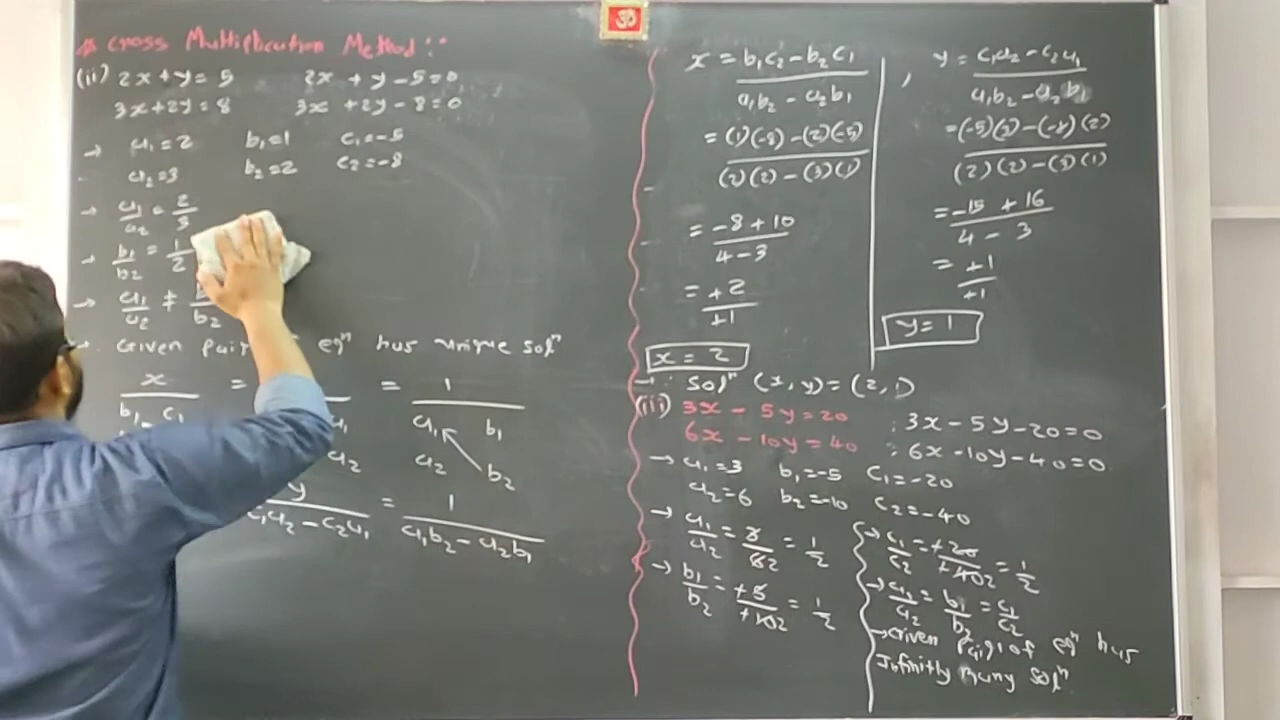 ॐ
# Cross Multiplication Method :-
(ii) 2x + y = 5    2x + y - 5 = 0
3x + 2y = 8    3x + 2y - 8 = 0
→ a₁ = 2    b₁ = 1    c₁ = -5
a₂ = 3    b₂ = 2    c₂ = -8
→ a₁/a₂ = 2/3
→ b₁/b₂ = 1/2
→ a₁/a₂ ≠ b₂
∴ Given pair eqⁿ has unique solⁿ
x/ = / = 1/
b₁ c₁ a₁ a₁ b₁
a₂ a₂ b₂
y/(c₁a₂ - c₂a₁) = 1/(a₁b₂ - a₂b₁)
x = (b₁c₂ - b₂c₁)/(a₁b₂ - a₂b₁)
= ((1)(-8) - (2)(-5))/((2)(2) - (3)(1))
= (-8 + 10)/(4 - 3)
= +2/+1
x = 2
, y = (c₁a₂ - c₂a₁)/(a₁b₂ - a₂b₁)
= ((-5)(3) - (-8)(2))/((2)(2) - (3)(1))
= (-15 + 16)/(4 - 3)
= +1/+1
y = 1
→ : Solⁿ (x, y) = (2, 1)
(iii) 3x - 5y = 20    : 3x - 5y - 20 = 0
6x - 10y = 40    : 6x - 10y - 40 = 0
→ a₁ = 3    b₁ = -5    c₁ = -20
a₂ = 6    b₂ = -10    c₂ = -40
→ a₁/a₂ = 3/6 2 = 1/2
→ b₁/b₂ = +5/+10 2 = 1/2
→ c₁/c₂ = +20/+40 2 = 1/2
→ a₁/a₂ = b₁/b₂ = c₁/c₂
→ Given pair of eqⁿ has
Infinitly many solⁿ